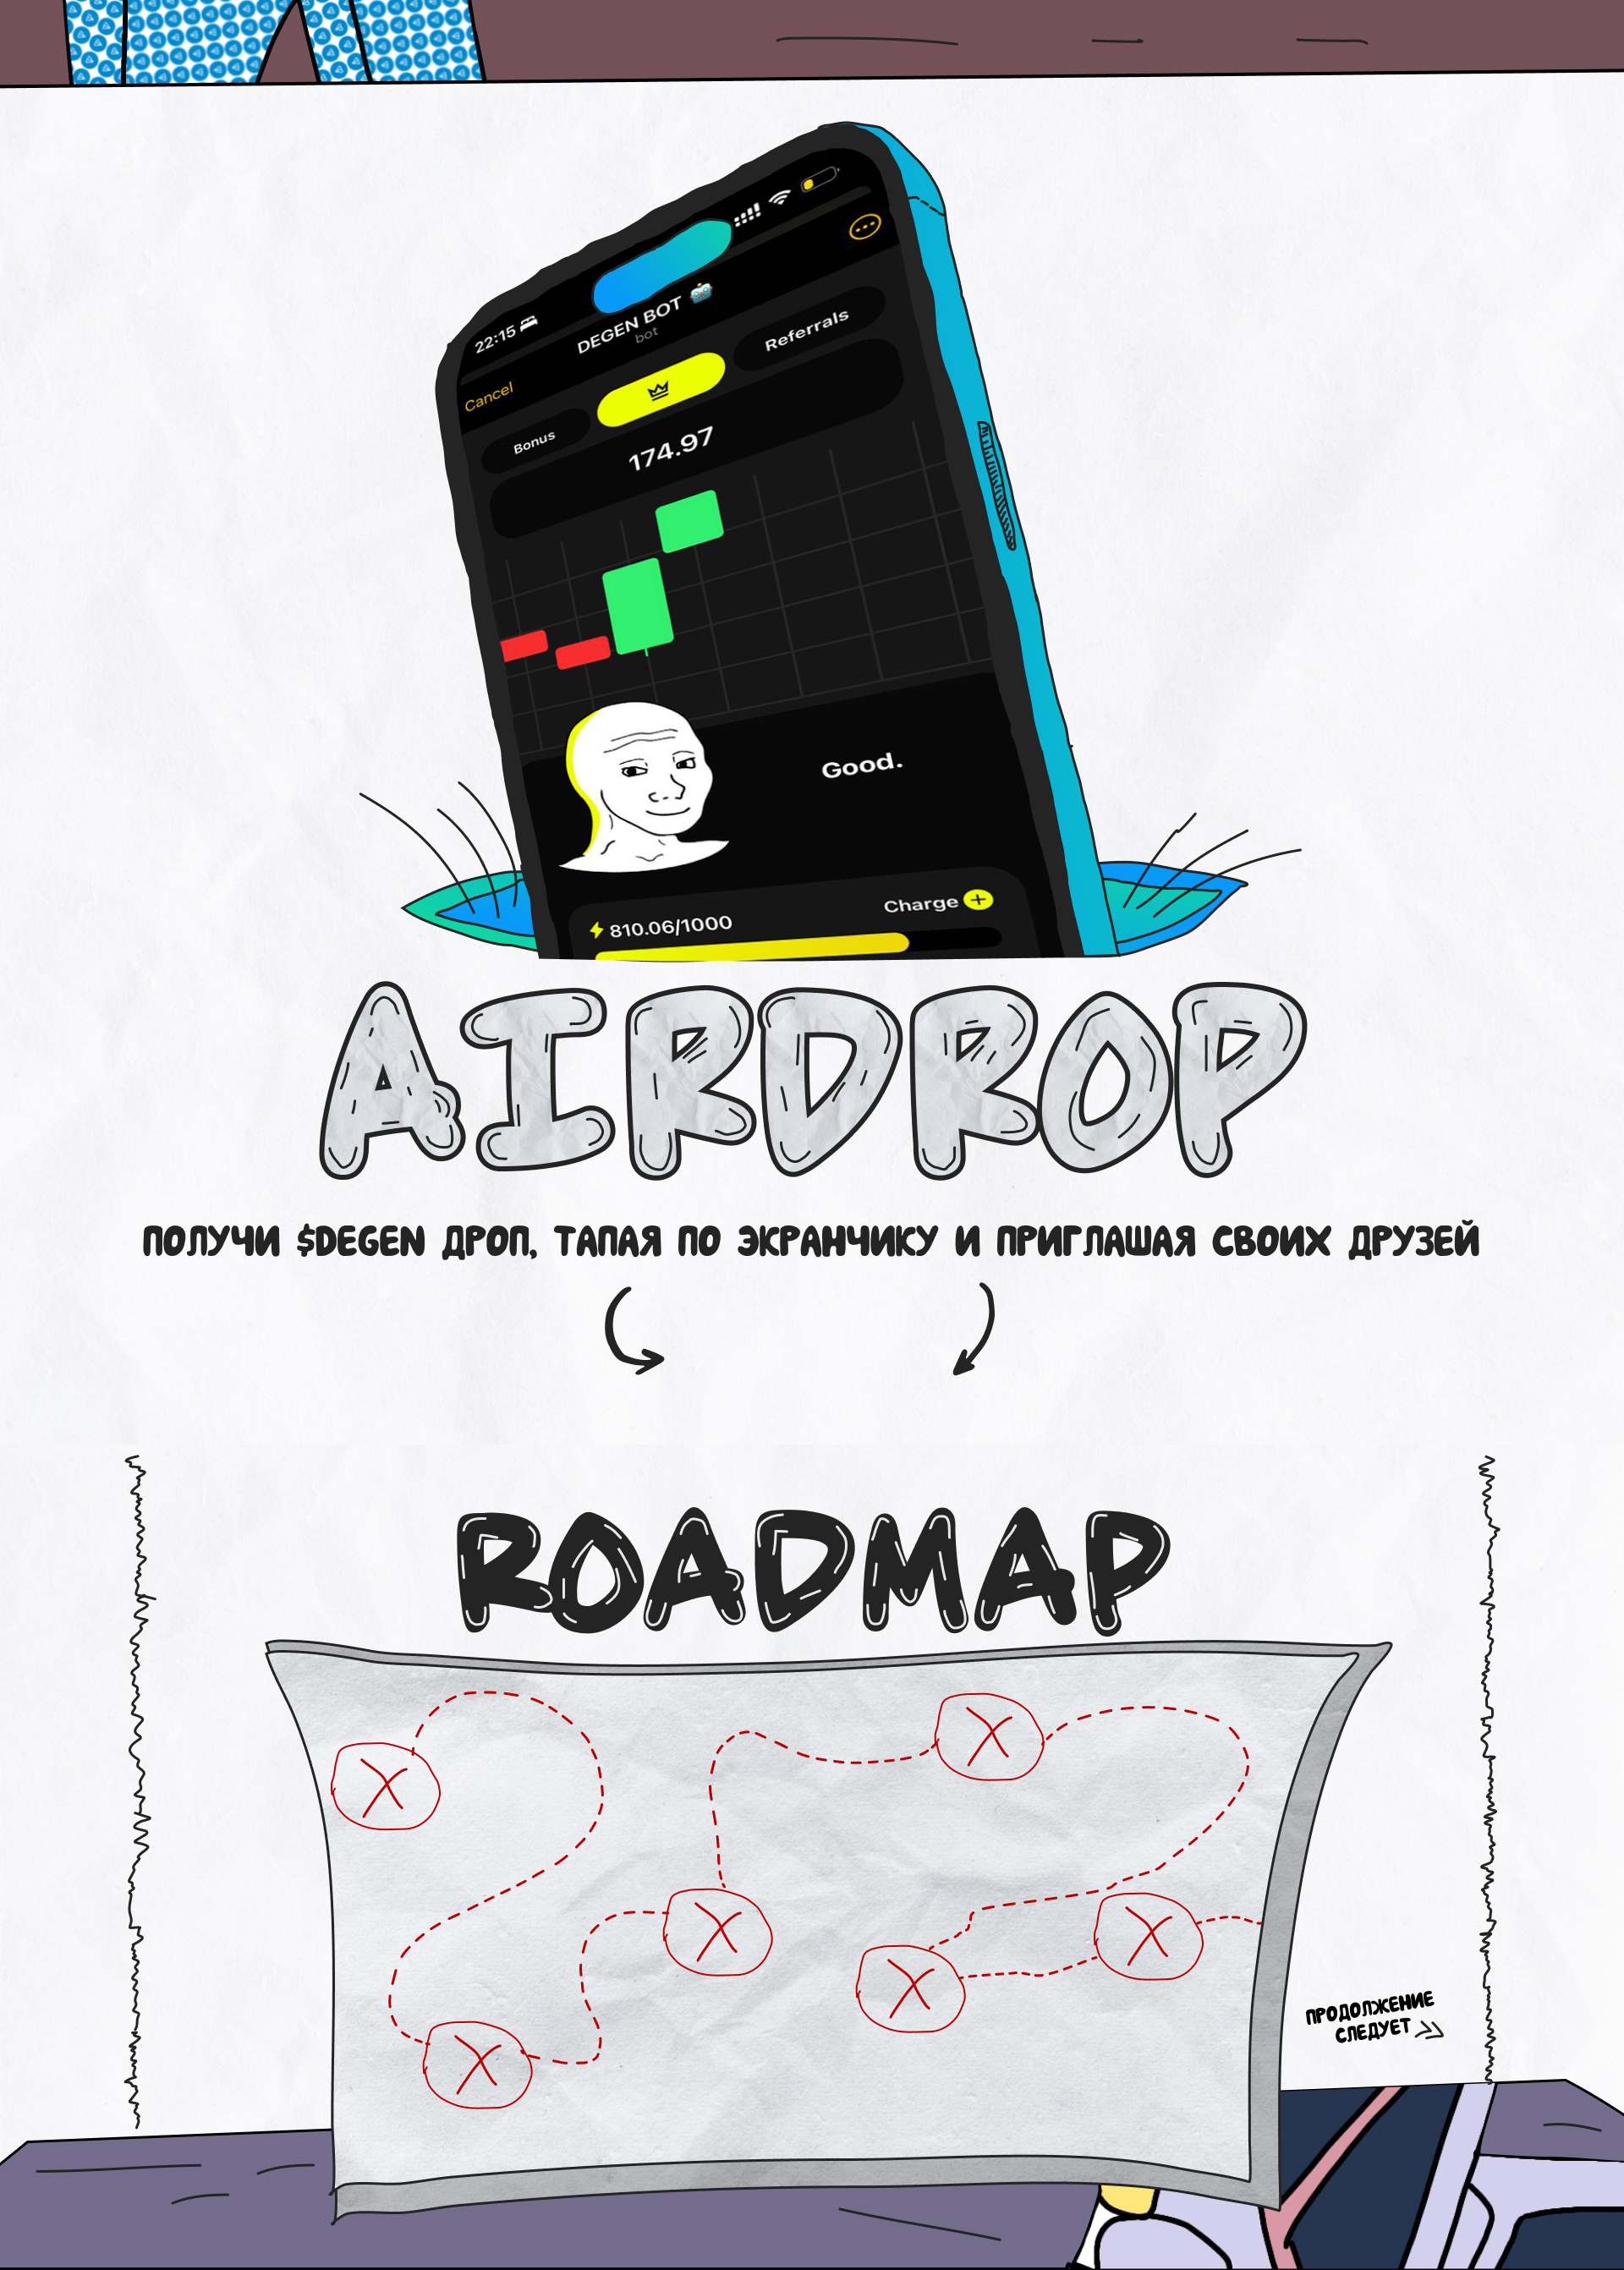 22:15
DEGEN BOT 🤖
bot
Cancel
Bonus
Referrals
174.97
Good.
810.06/1000
Charge
AIRDROP
ПОЛУЧИ $DEGEN ДРОП, ТАПАЯ ПО ЭКРАНЧИКУ И ПРИГЛАШАЯ СВОИХ ДРУЗЕЙ
ROADMAP
ПРОДОЛЖЕНИЕ
СЛЕДУЕТ